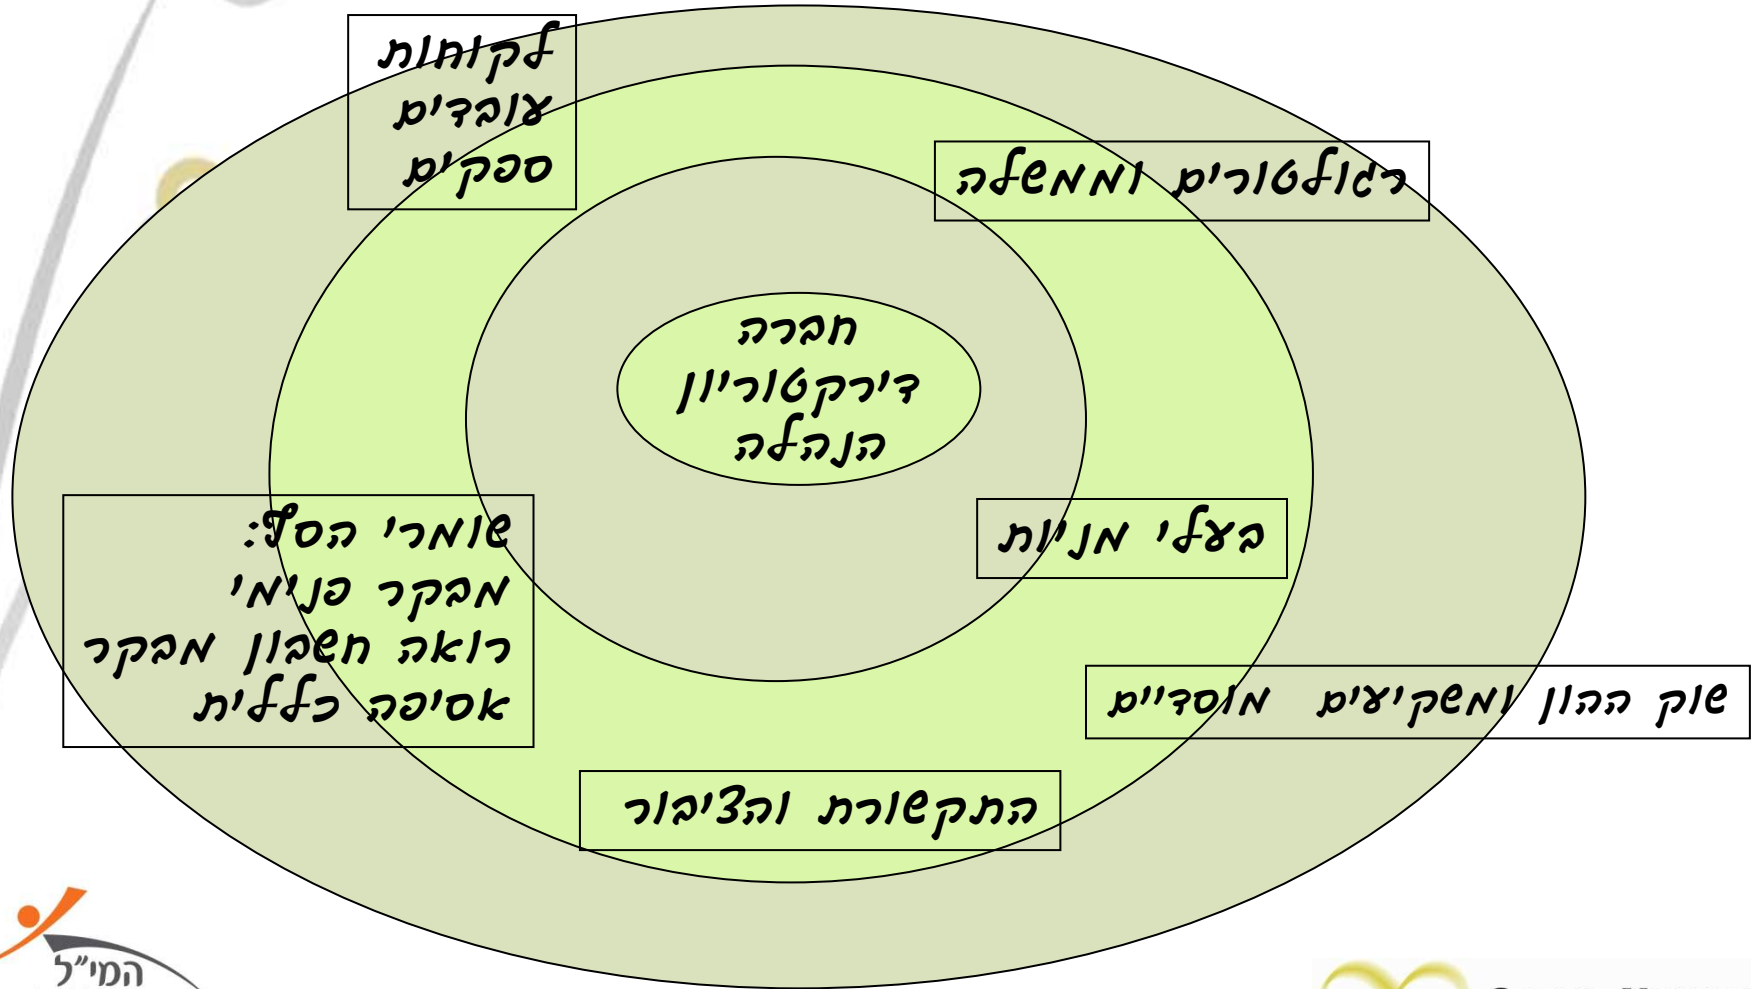 לקוחות
עובדים
ספקים
רגולטורים וממשלה
חברה
דירקטוריון
הנהלה
שומרי הסף:
מבקר פנימי
רואה חשבון מבקר
אסיפה כללית
בעלי מניות
שוק ההון ומשקיעים מוסדיים
התקשורת והציבור
המי"ל